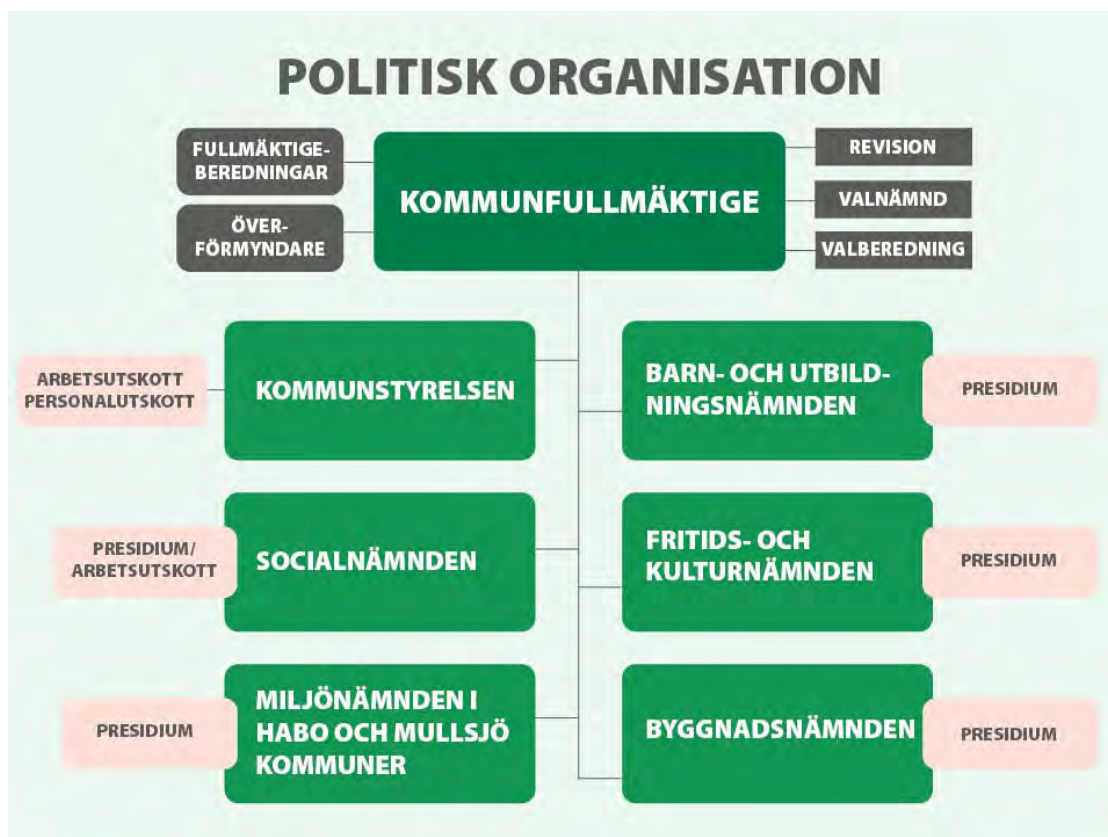 POLITISK ORGANISATION
FULLMÄKTIGE-
BEREDNINGAR
ÖVER-
FÖRMYNDARE
KOMMUNFULLMÄKTIGE
REVISION
VALNÄMND
VALBEREDNING
ARBETSUTSKOTT
PERSONALUTSKOTT
KOMMUNSTYRELSEN
BARN- OCH UTBILD-
NINGSNÄMNDEN
PRESIDIUM
PRESIDIUM/
ARBETSUTSKOTT
SOCIALNÄMNDEN
FRITIDS- OCH
KULTURNÄMNDEN
PRESIDIUM
PRESIDIUM
MILJÖNÄMNDEN I
HABO OCH MULLSJÖ
KOMMUNER
BYGGNADSNÄMNDEN
PRESIDIUM